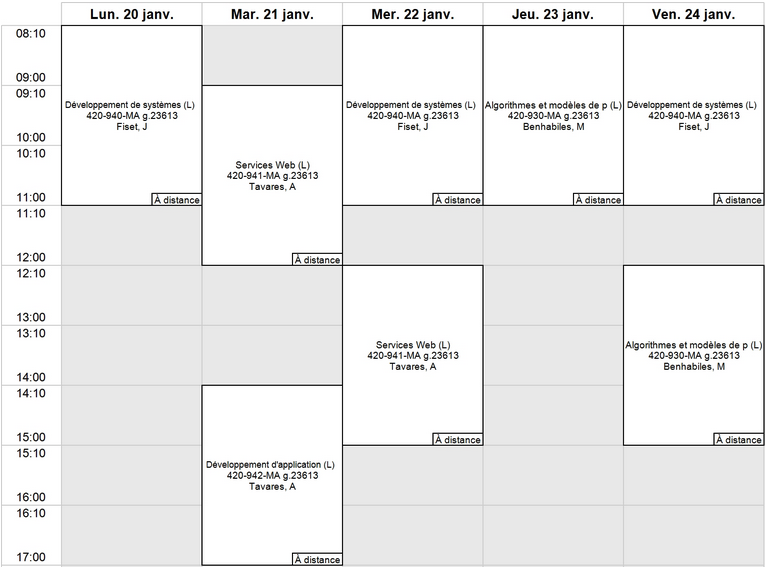 Lun. 20 janv.
Mar. 21 janv.
Mer. 22 janv.
Jeu. 23 janv.
Ven. 24 janv.
08:10
09:00
09:10
10:00
10:10
11:00
11:10
12:00
12:10
13:00
13:10
14:00
14:10
15:00
15:10
16:00
16:10
17:00
Développement de systèmes (L)
420-940-MA g.23613
Fiset, J
À distance
Services Web (L)
420-941-MA g.23613
Tavares, A
À distance
Développement d'application (L)
420-942-MA g.23613
Tavares, A
À distance
Développement de systèmes (L)
420-940-MA g.23613
Fiset, J
À distance
Services Web (L)
420-941-MA g.23613
Tavares, A
À distance
Algorithmes et modèles de p (L)
420-930-MA g.23613
Benhabiles, M
À distance
Développement de systèmes (L)
420-940-MA g.23613
Fiset, J
À distance
Algorithmes et modèles de p (L)
420-930-MA g.23613
Benhabiles, M
À distance